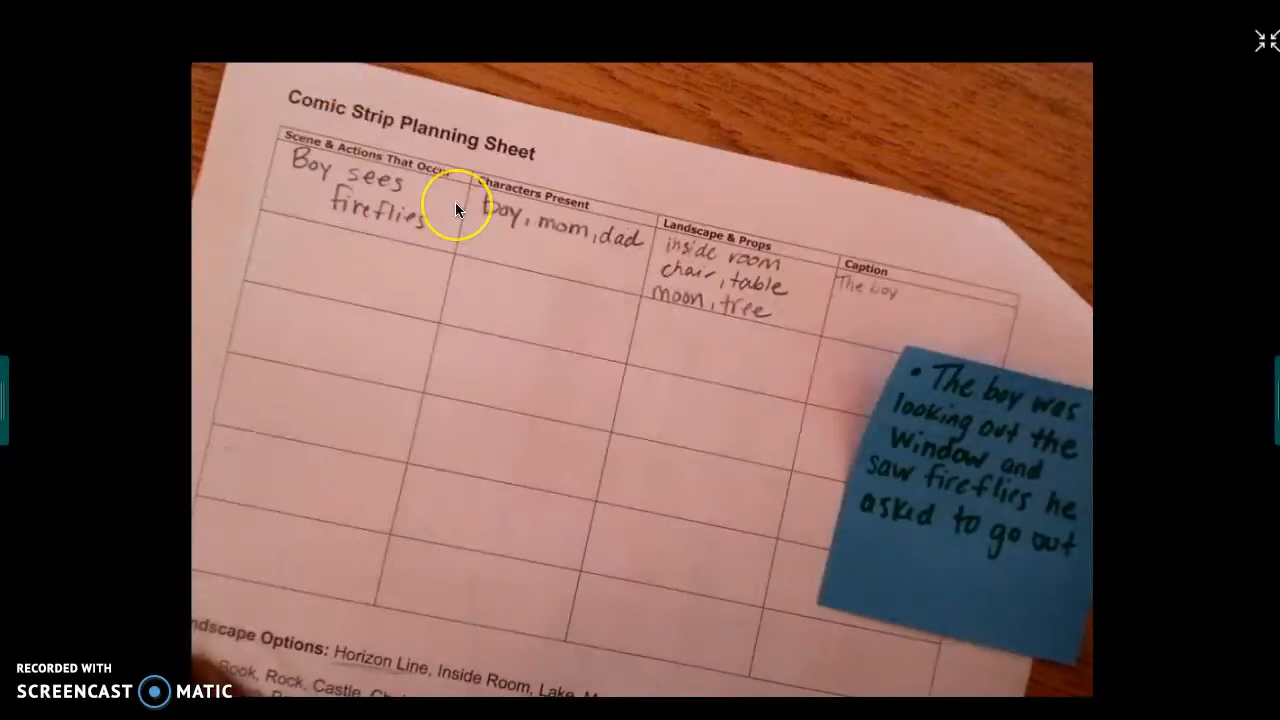 Comic Strip Planning Sheet
Scene & Actions That Occur
Characters Present
Landscape & Props
Caption
Boy sees
fireflies
boy, mom, dad
inside room
chair, table
moon, tree
The boy
• The boy was
looking out the
window and
saw fireflies he
asked to go out
Landscape Options: Horizon Line, Inside Room, Lake,
Book, Rock, Castle,
RECORDED WITH
SCREENCAST MATIC